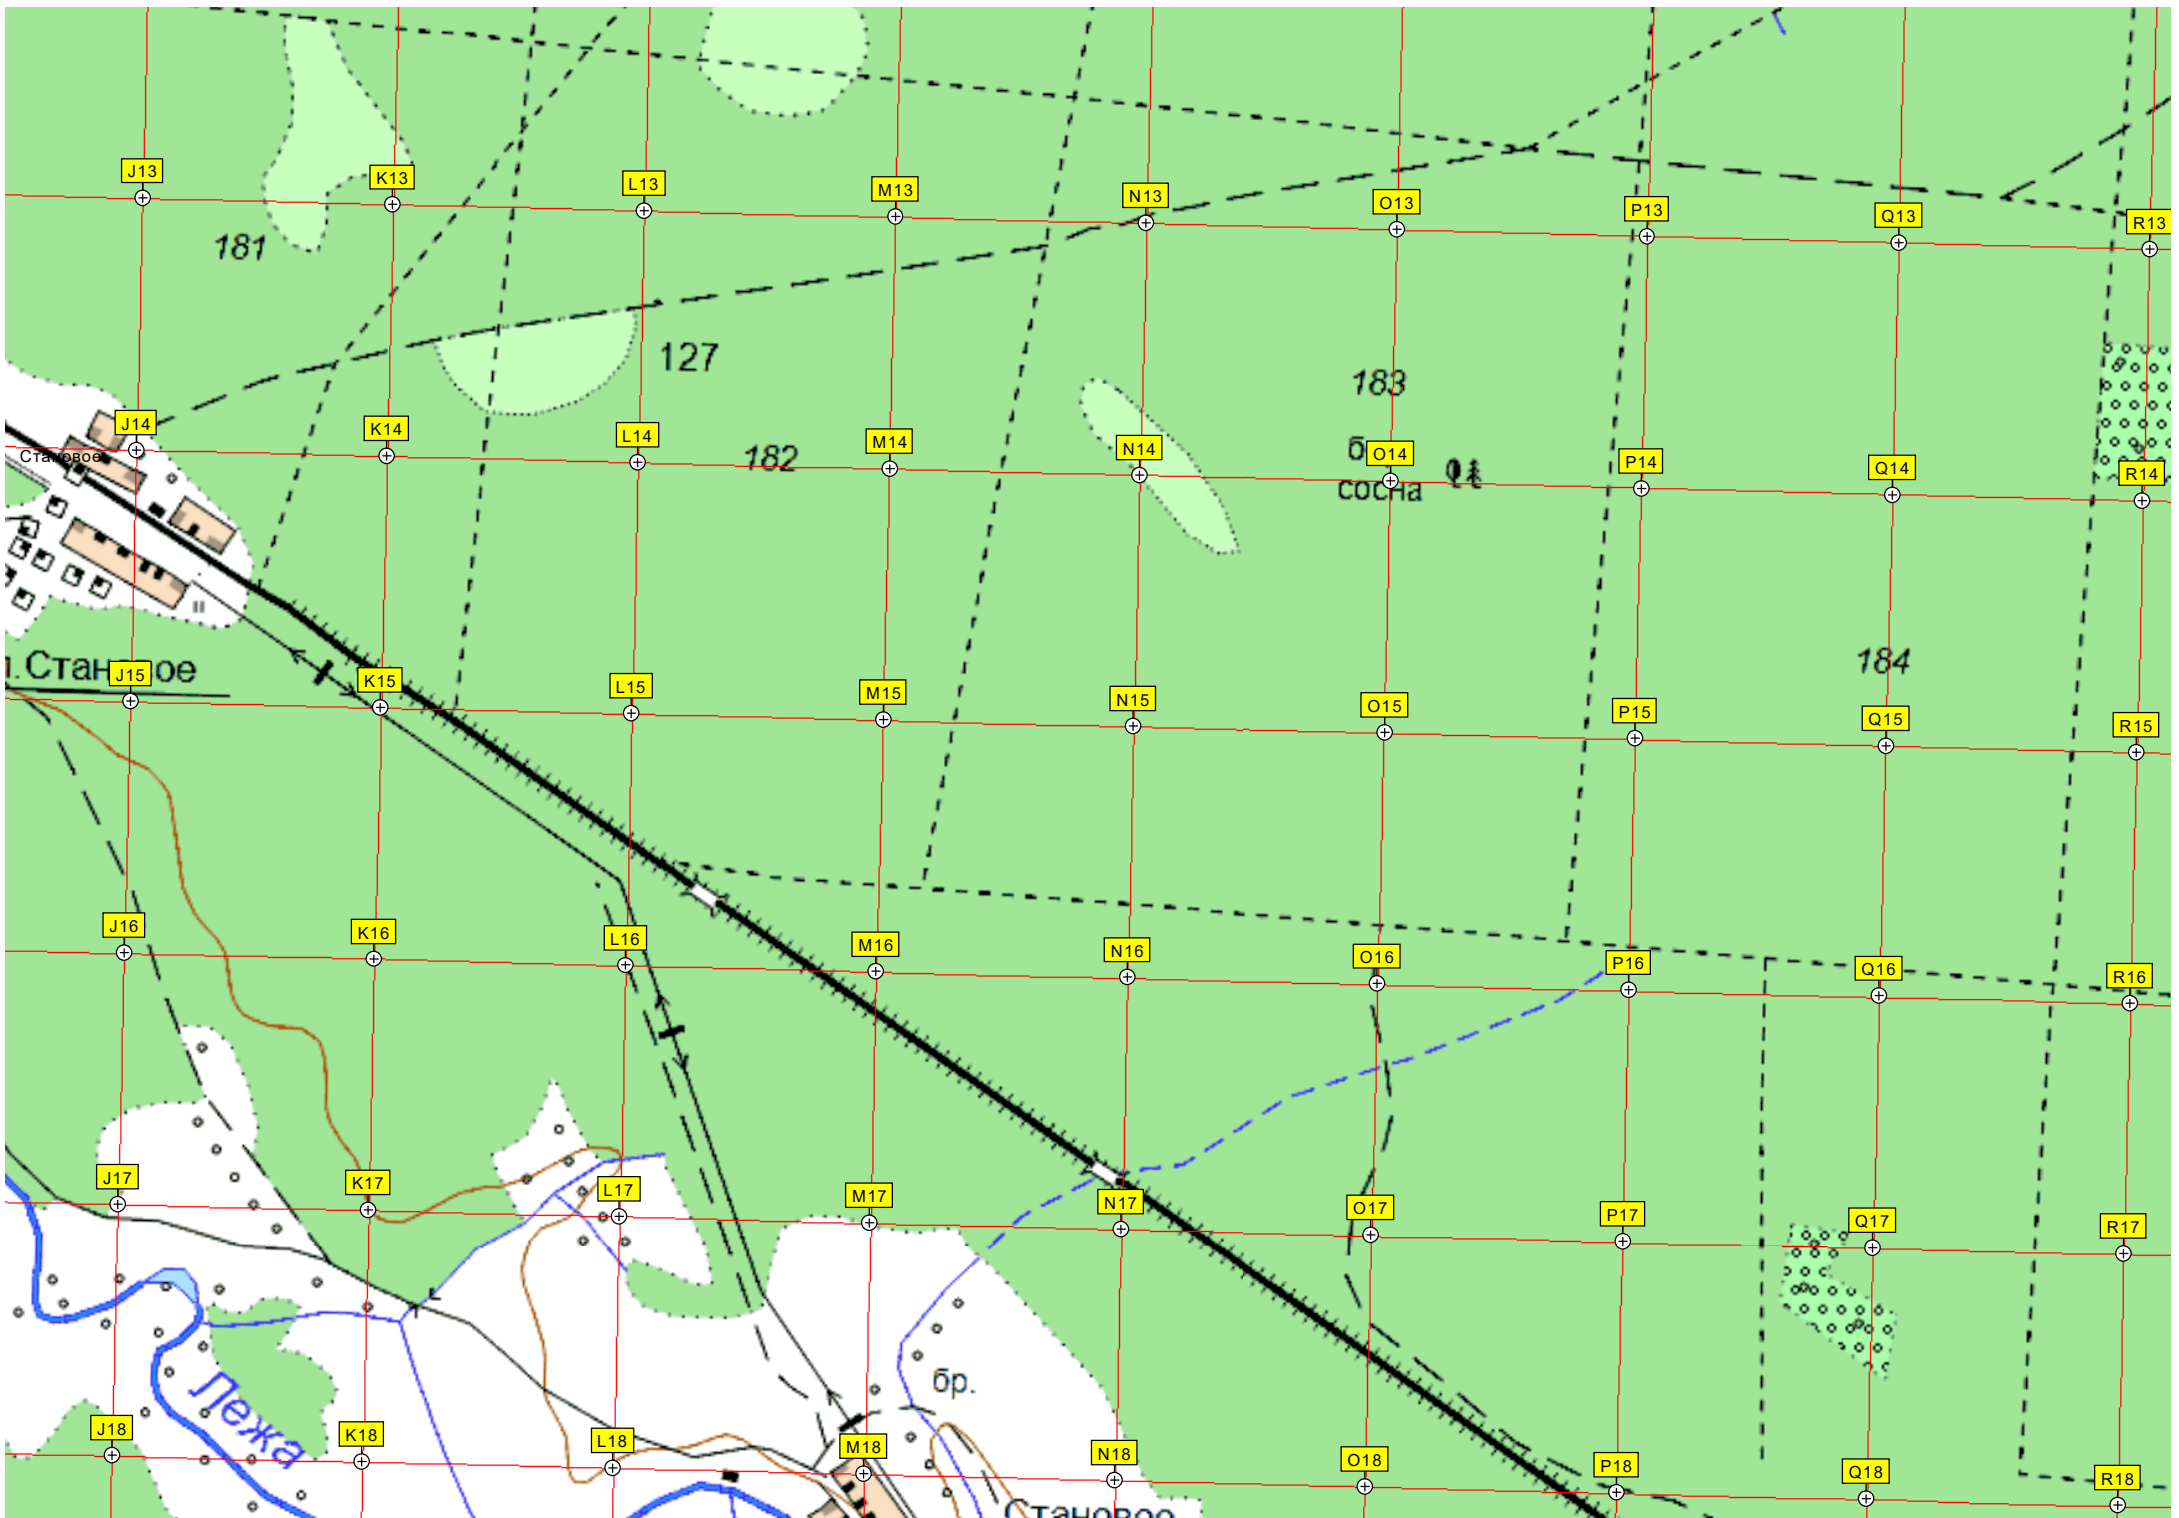 J13 K13 L13 M13 N13 O13 P13 Q13 R13
181
127
183
J14 K14 L14 M14 N14 O14 P14 Q14 R14
Становое
182
сосна
184
J15 K15 L15 M15 N15 O15 P15 Q15 R15
.Становое
J16 K16 L16 M16 N16 O16 P16 Q16 R16
J17 K17 L17 M17 N17 O17 P17 Q17 R17
бр.
Лежа
J18 K18 L18 M18 N18 O18 P18 Q18 R18
Становое